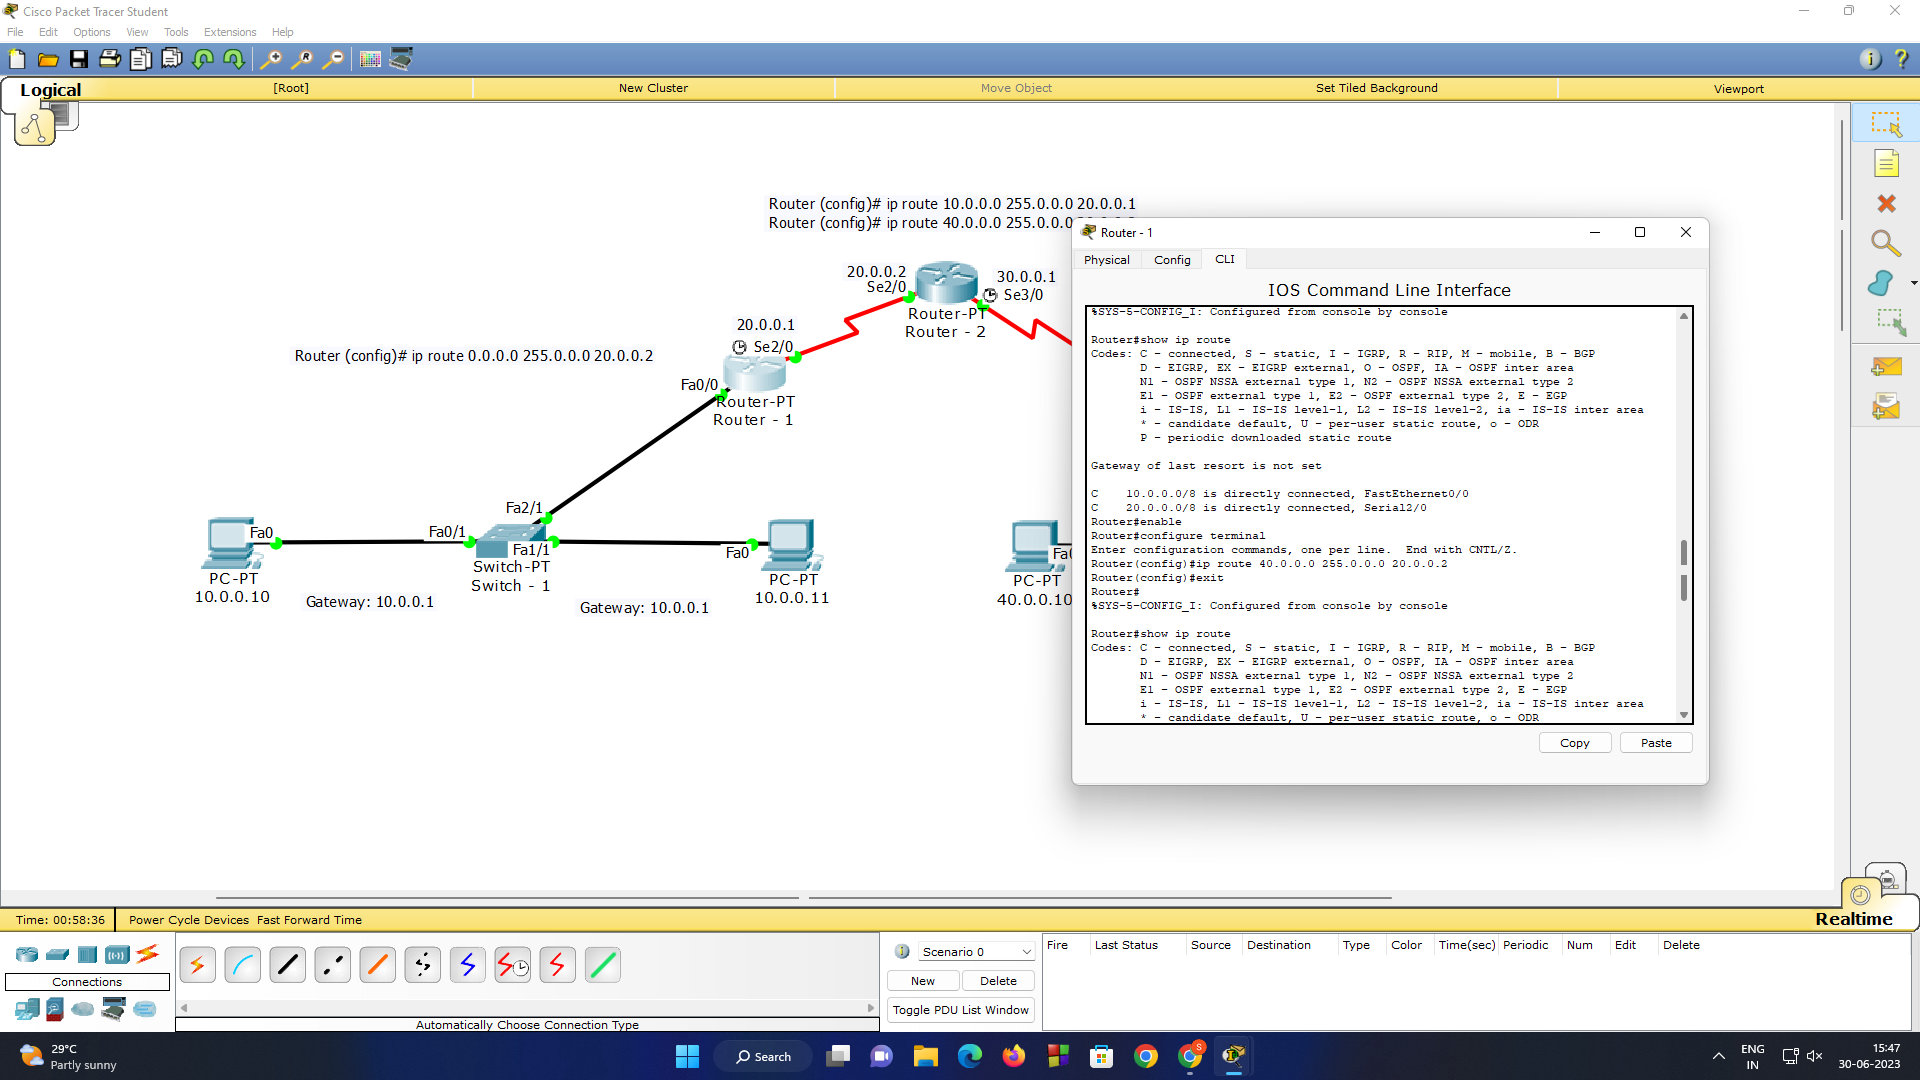 Cisco Packet Tracer Student
File Edit Options View Tools Extensions Help
Logical
[Root]
New Cluster
Move Object
Set Tiled Background
Viewport
Router (config)# ip route 10.0.0.0 255.0.0.0 20.0.0.1
Router (config)# ip route 40.0.0.0 255.0.0.0
20.0.0.2
Se2/0
30.0.0.1
Se3/0
Router-PT
Router - 2
20.0.0.1
Se2/0
Router (config)# ip route 0.0.0.0 255.0.0.0 20.0.0.2
Fa0/0
Router-PT
Router - 1
Fa2/1
Fa0
Fa0/1
Fa1/1
Fa0
PC-PT
10.0.0.10
Switch-PT
Switch - 1
PC-PT
10.0.0.11
Gateway: 10.0.0.1
Gateway: 10.0.0.1
PC-PT
40.0.0.10
Router - 1
Physical Config CLI
IOS Command Line Interface
%SYS-5-CONFIG_I: Configured from console by console
Router#show ip route
Codes: C - connected, S - static, I - IGRP, R - RIP, M - mobile, B - BGP
D - EIGRP, EX - EIGRP external, O - OSPF, IA - OSPF inter area
N1 - OSPF NSSA external type 1, N2 - OSPF NSSA external type 2
E1 - OSPF external type 1, E2 - OSPF external type 2, E - EGP
i - IS-IS, L1 - IS-IS level-1, L2 - IS-IS level-2, ia - IS-IS inter area
* - candidate default, U - per-user static route, o - ODR
P - periodic downloaded static route
Gateway of last resort is not set
C 10.0.0.0/8 is directly connected, FastEthernet0/0
C 20.0.0.0/8 is directly connected, Serial2/0
Router#enable
Router#configure terminal
Enter configuration commands, one per line. End with CNTL/Z.
Router(config)#ip route 40.0.0.0 255.0.0.0 20.0.0.2
Router(config)#exit
Router#
%SYS-5-CONFIG_I: Configured from console by console
Router#show ip route
Codes: C - connected, S - static, I - IGRP, R - RIP, M - mobile, B - BGP
D - EIGRP, EX - EIGRP external, O - OSPF, IA - OSPF inter area
N1 - OSPF NSSA external type 1, N2 - OSPF NSSA external type 2
E1 - OSPF external type 1, E2 - OSPF external type 2, E - EGP
i - IS-IS, L1 - IS-IS level-1, L2 - IS-IS level-2, ia - IS-IS inter area
* - candidate default, U - per-user static route, o - ODR
Copy Paste
Time: 00:58:36 Power Cycle Devices Fast Forward Time
Realtime
Connections
Automatically Choose Connection Type
Scenario 0
New Delete
Toggle PDU List Window
Fire Last Status Source Destination Type Color Time(sec) Periodic Num Edit Delete
29°C
Partly sunny
Search
S
ENG
IN
15:47
30-06-2023